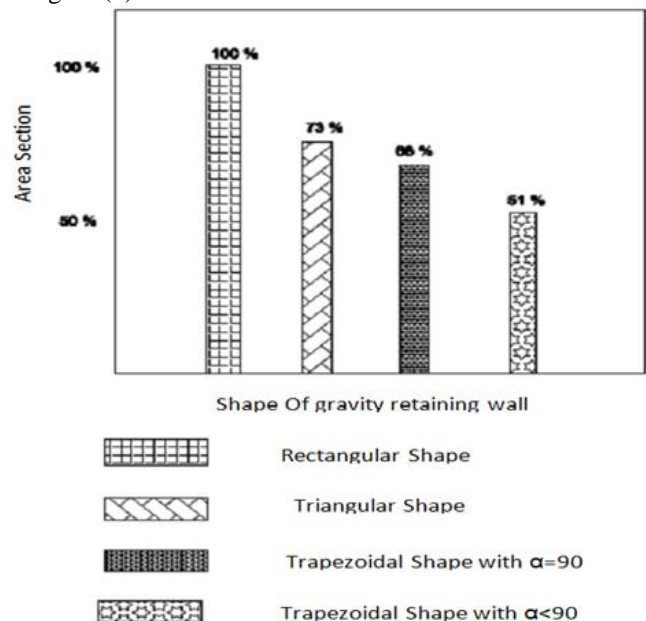 100 %
100 %
73 %
51 %
50 %
Area Section
Shape Of gravity retaining wall
Rectangular Shape
Triangular Shape
Trapezoidal Shape with α=90
Trapezoidal Shape with α<90